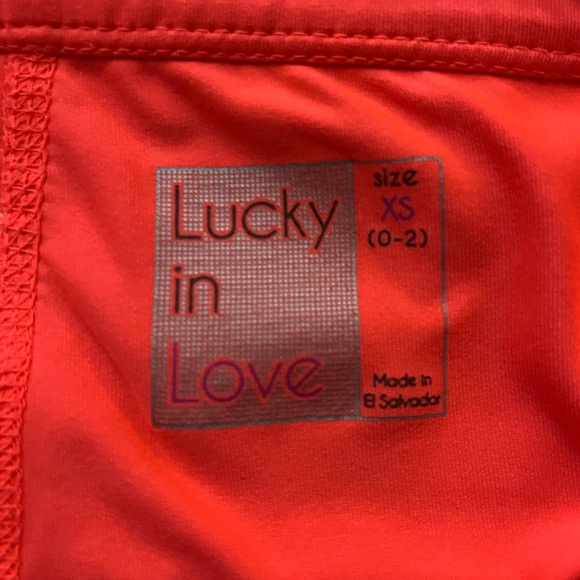 Lucky
in
Love
size
XS
(0-2)
Made in
El Salvador